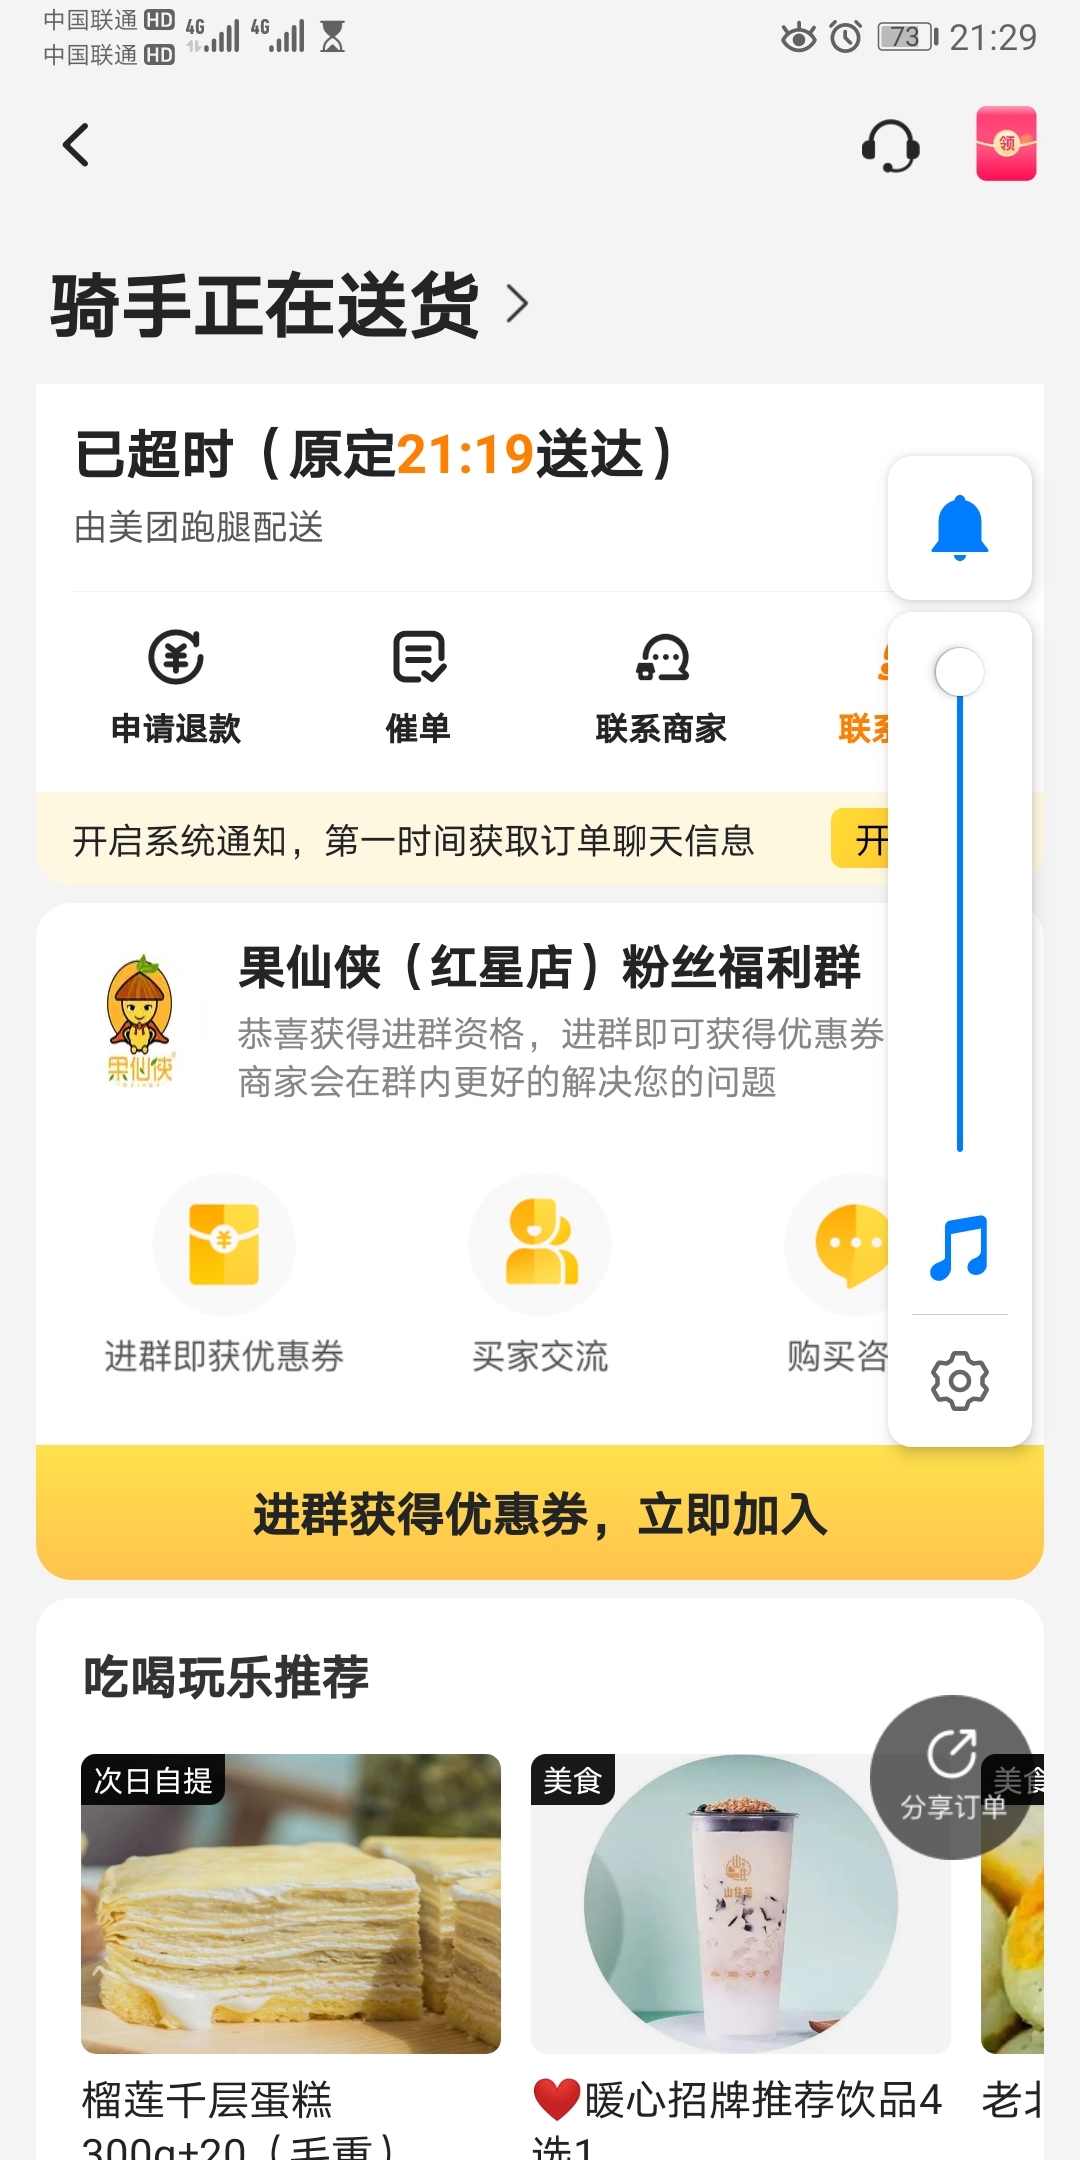 中国联通 HD 4G 4G 73 21:29
中国联通 HD
领
骑手正在送货
已超时（原定21:19送达）
由美团跑腿配送
申请退款 催单 联系商家 联系
开启系统通知，第一时间获取订单聊天信息 开
果仙侠（红星店）粉丝福利群
恭喜获得进群资格，进群即可获得优惠券
商家会在群内更好的解决您的问题
果仙侠
进群即获优惠券 买家交流 购买咨
进群获得优惠券，立即加入
吃喝玩乐推荐
分享订单
次日自提 美食 美食
山住
榴莲千层蛋糕 ❤️暖心招牌推荐饮品4 老北
300g+20（毛重） 选1